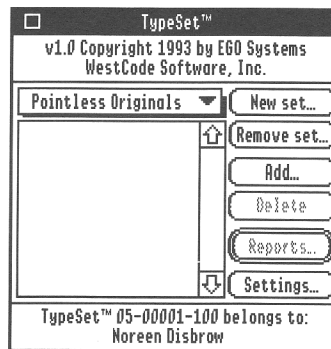 TypeSet™
v1.0 Copyright 1993 by EGO Systems
WestCode Software, Inc.
Pointless Originals
New set...
Remove set...
Add...
Delete
Reports...
Settings...
TypeSet™ 05-00001-100 belongs to:
Noreen Disbrow